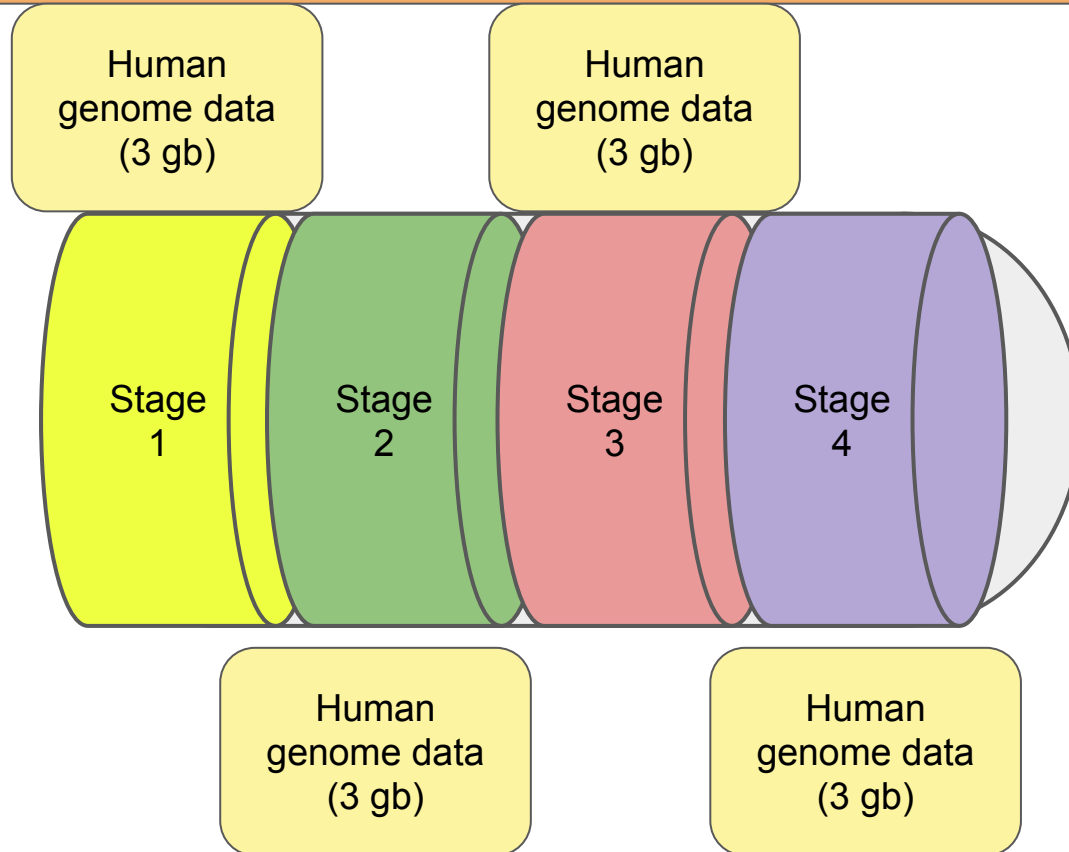 Human
genome data
(3 gb)
Human
genome data
(3 gb)
Stage
1
Stage
2
Stage
3
Stage
4
Human
genome data
(3 gb)
Human
genome data
(3 gb)